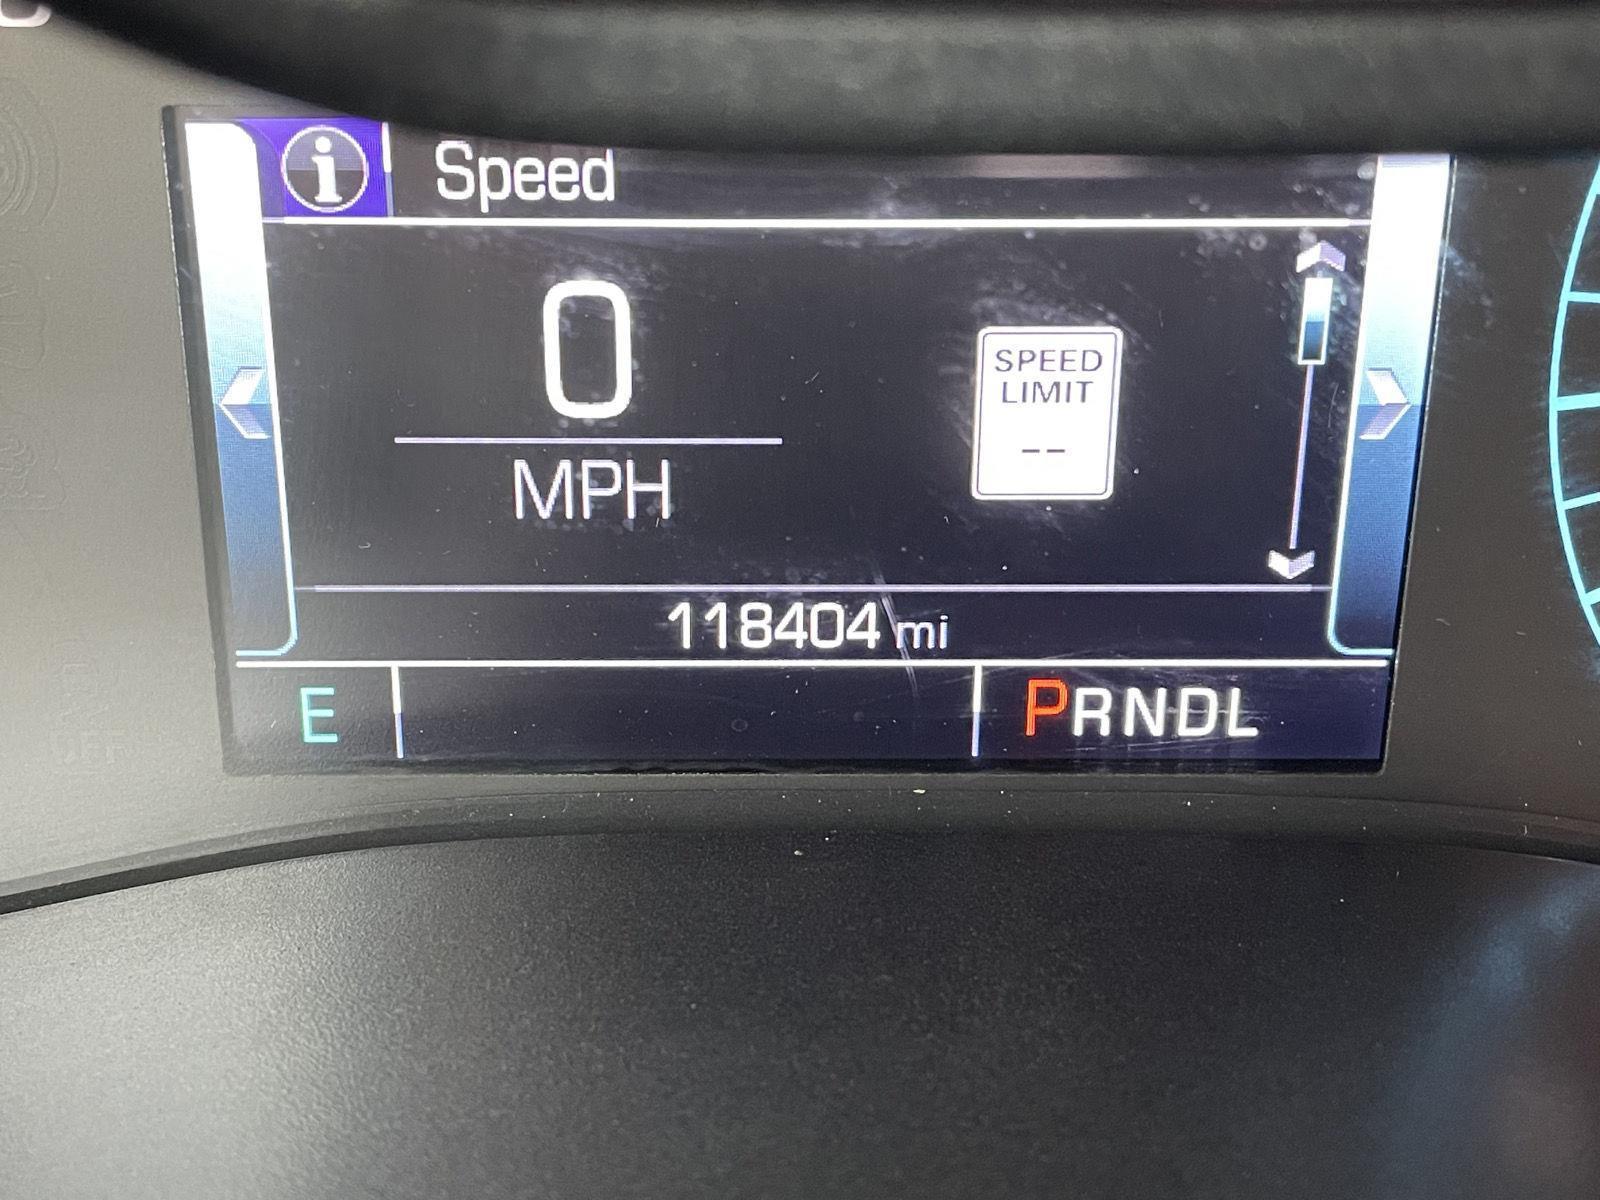 Speed
0
MPH
SPEED
LIMIT
--
118404 mi
E
PRNDL